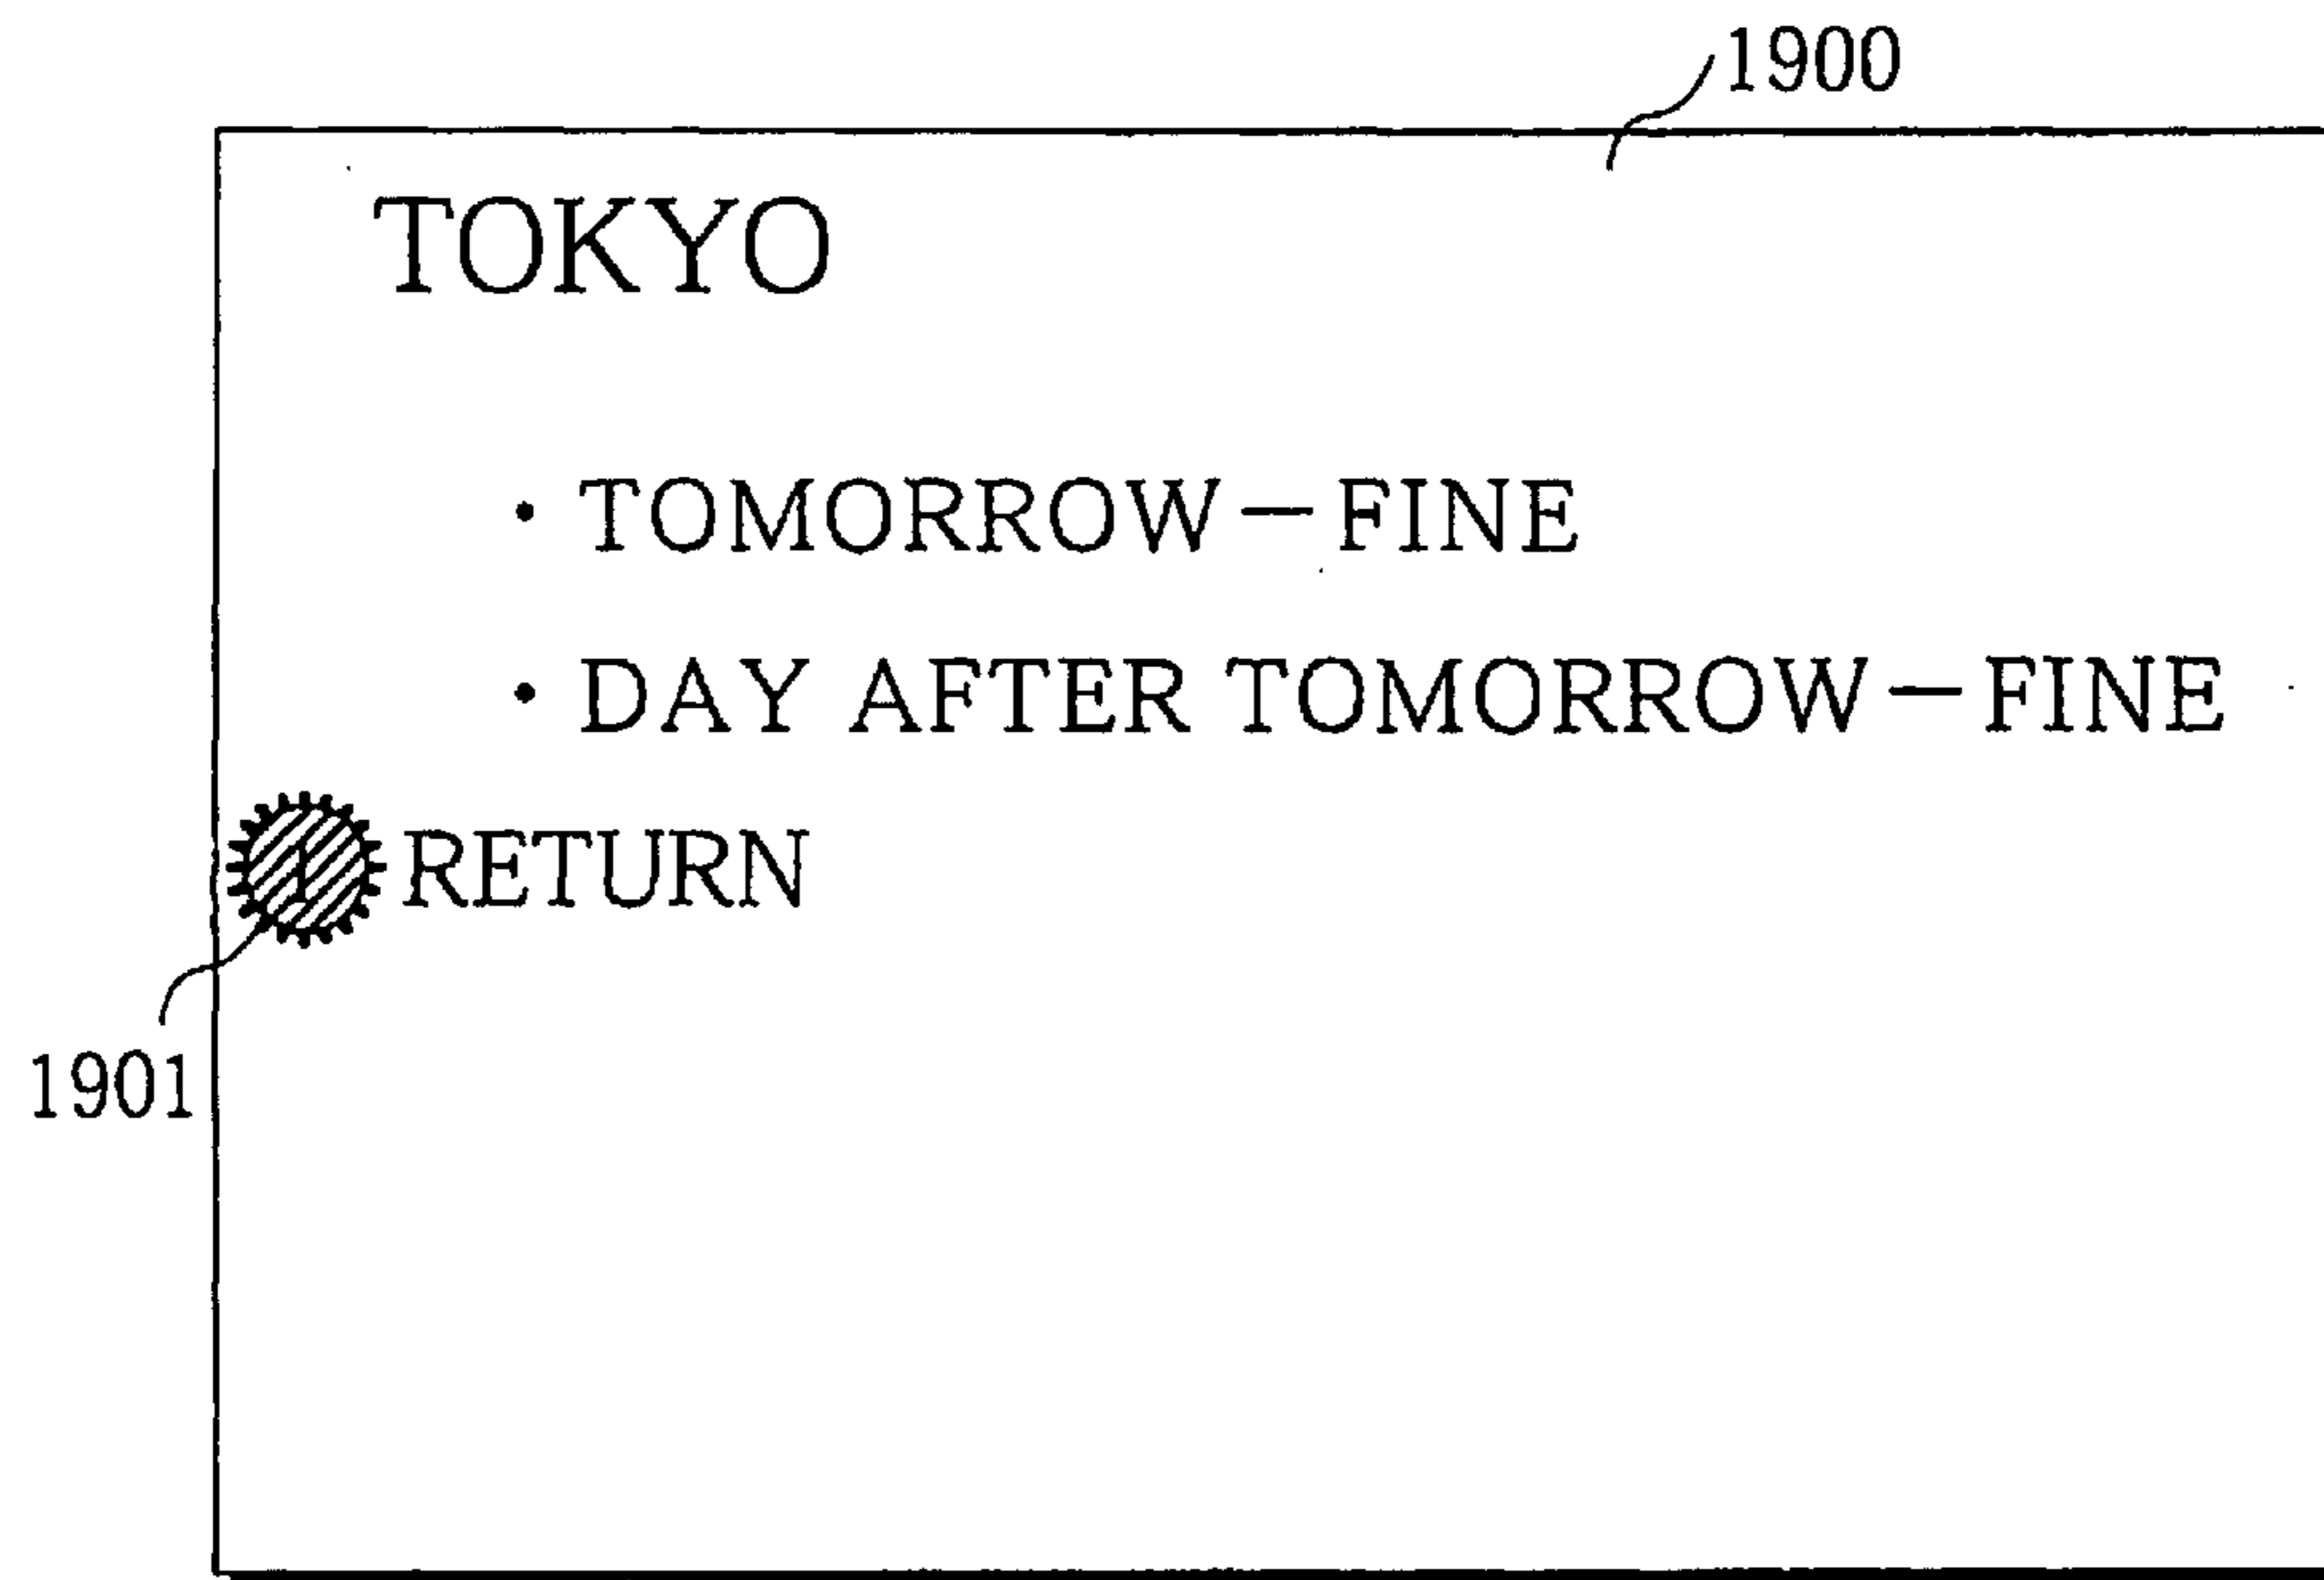 1900
TOKYO
・TOMORROW—FINE
・DAY AFTER TOMORROW—FINE
RETURN
1901